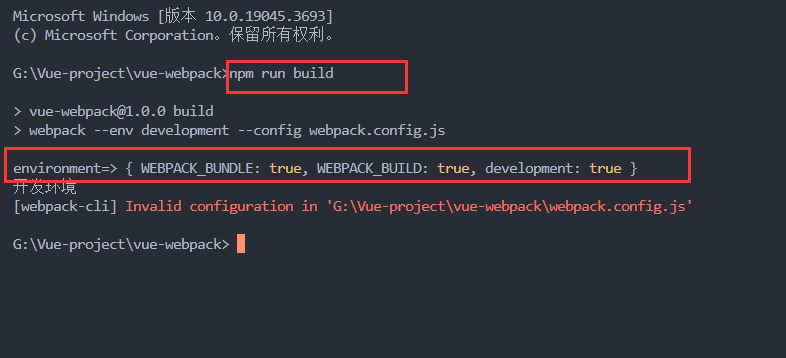 Microsoft Windows [版本 10.0.19045.3693]
(c) Microsoft Corporation。保留所有权利。
G:\Vue-project\vue-webpack>npm run build
> vue-webpack@1.0.0 build
> webpack --env development --config webpack.config.js
environment=> { WEBPACK_BUNDLE: true, WEBPACK_BUILD: true, development: true }
开发环境
[webpack-cli] Invalid configuration in 'G:\Vue-project\vue-webpack\webpack.config.js'
G:\Vue-project\vue-webpack>